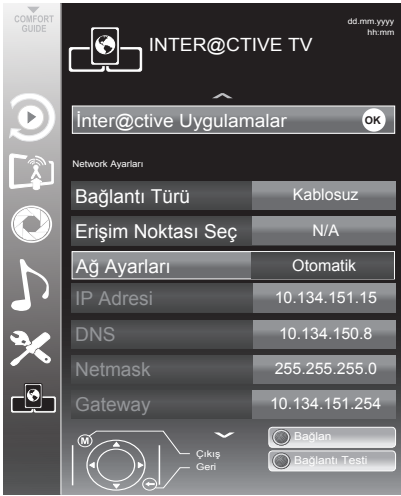 COMFORT
GUIDE
INTER@CTIVE TV
dd.mm.yyyy
hh:mm
İnter@ctive Uygulamalar
OK
Network Ayarları
Bağlantı Türü Kablosuz
Erişim Noktası Seç N/A
Ağ Ayarları Otomatik
IP Adresi 10.134.151.15
DNS 10.134.150.8
Netmask 255.255.255.0
Gateway 10.134.151.254
M
Çıkış
Geri
Bağlan
Bağlantı Testi